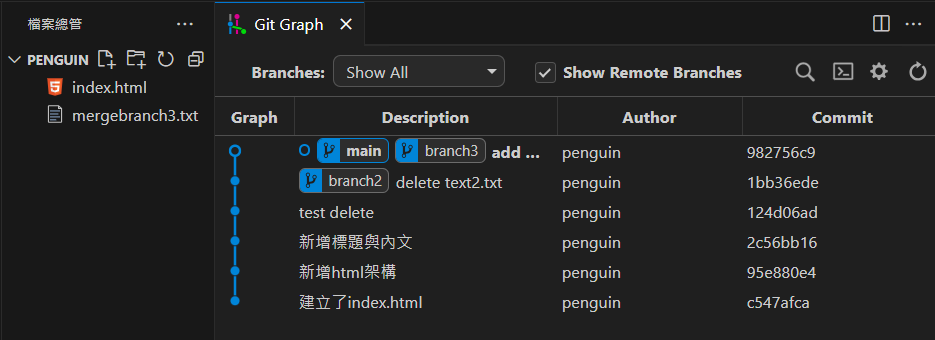 檔案總管
Git Graph
PENGUIN
index.html
mergebranch3.txt
Branches: Show All Show Remote Branches
Graph Description Author Commit
main branch3 add ... penguin 982756c9
branch2 delete text2.txt penguin 1bb36ede
test delete penguin 124d06ad
新增標題與內文 penguin 2c56bb16
新增html架構 penguin 95e880e4
建立了index.html penguin c547afca